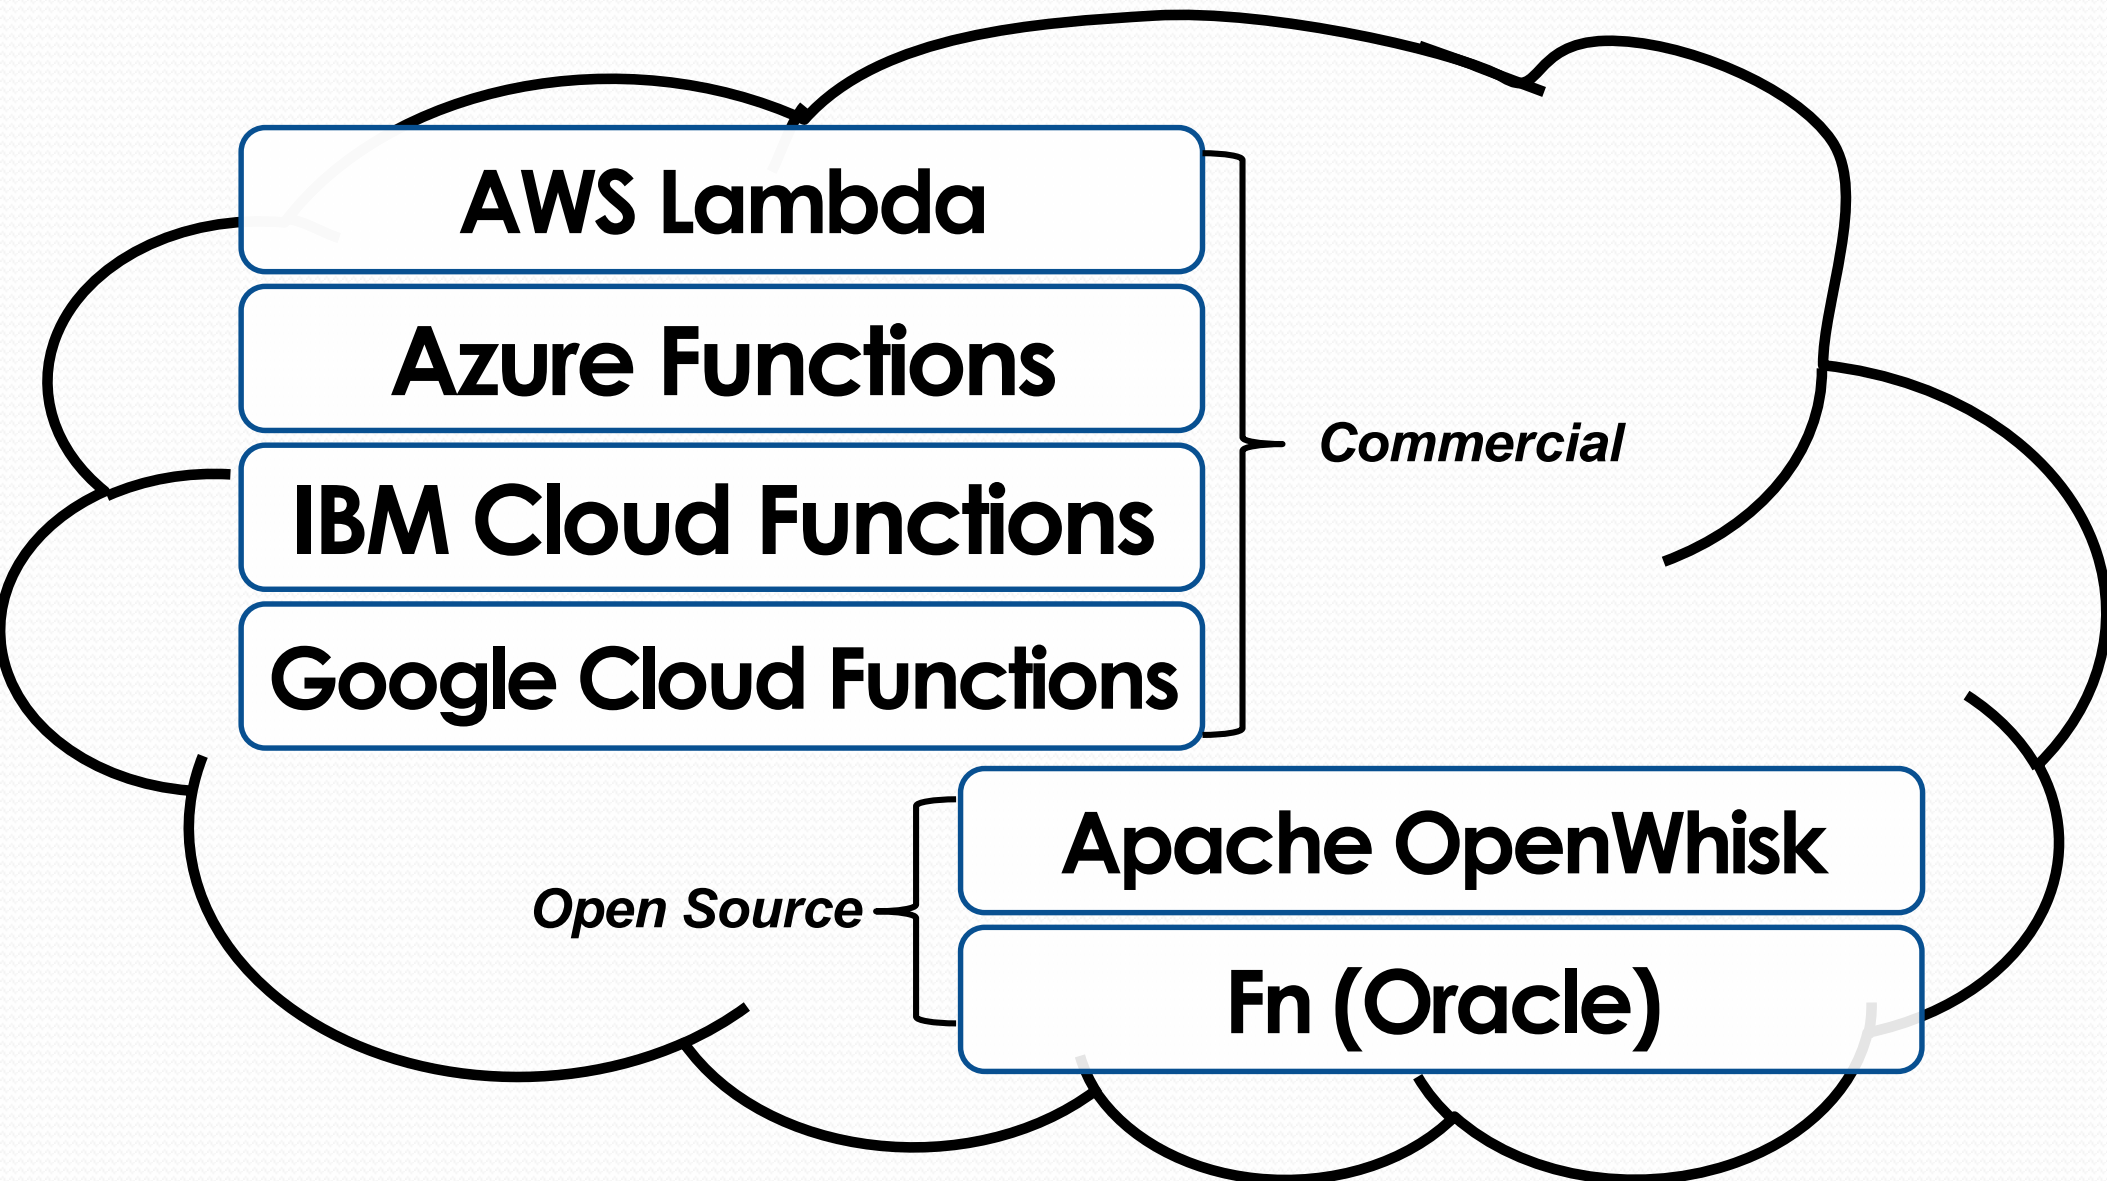 AWS Lambda
Azure Functions
Commercial
IBM Cloud Functions
Google Cloud Functions
Apache OpenWhisk
Open Source
Fn (Oracle)